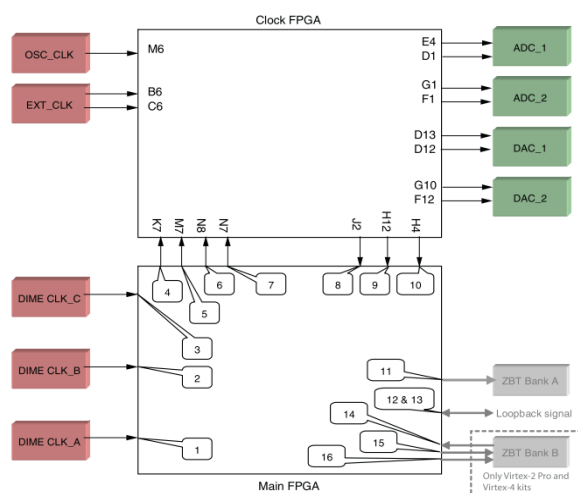 Clock FPGA
OSC_CLK
M6
E4
D1
ADC_1
EXT_CLK
B6
C6
G1
F1
ADC_2
D13
D12
DAC_1
G10
F12
DAC_2
K7
M7
N8
N7
J2
H12
H4
4
5
6
7
8
9
10
DIME CLK_C
3
DIME CLK_B
2
11
ZBT Bank A
12 & 13
Loopback signal
14
DIME CLK_A
1
15
ZBT Bank B
16
Only Virtex-2 Pro and
Virtex-4 kits
Main FPGA